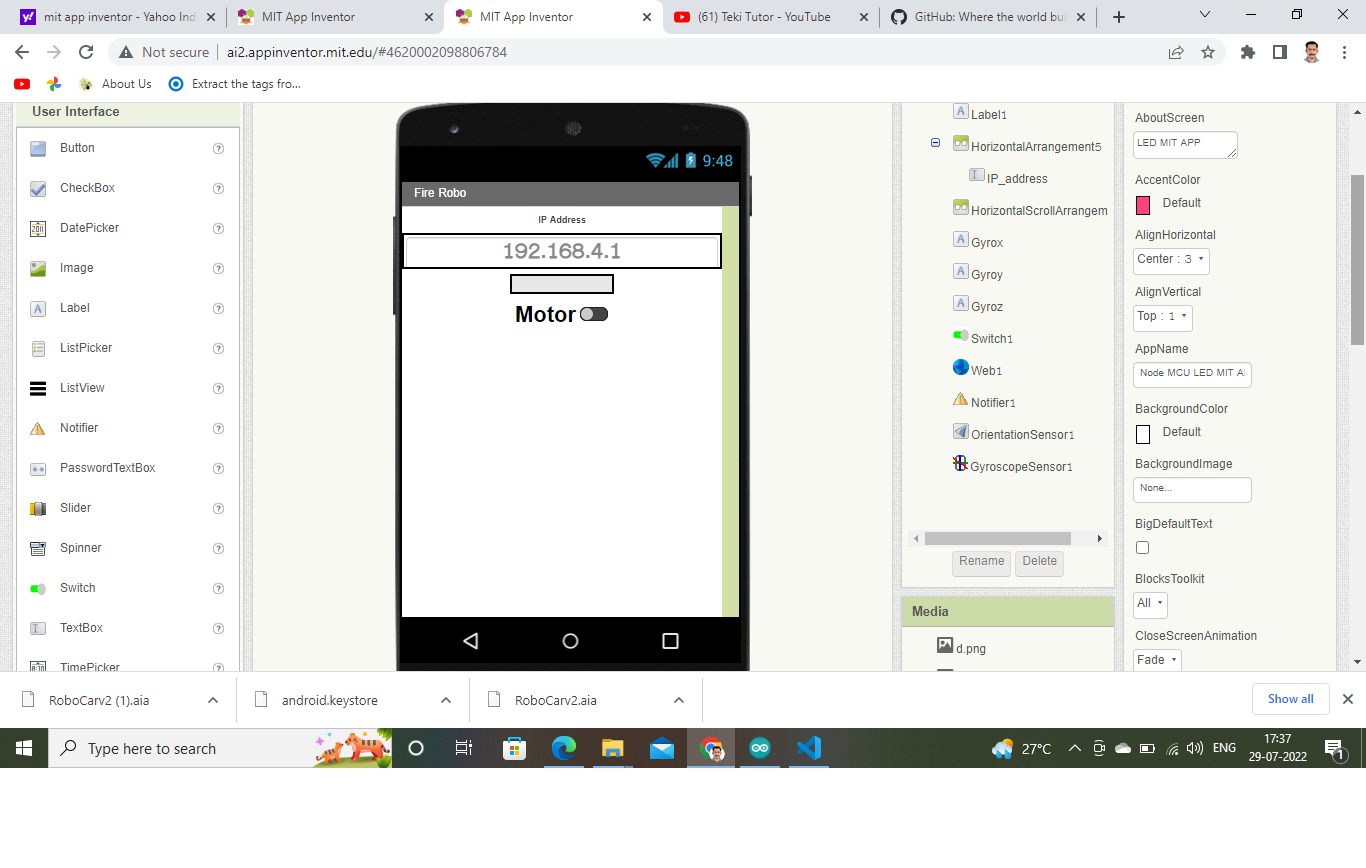 mit app inventor - Yahoo Ind
MIT App Inventor
MIT App Inventor
(61) Teki Tutor - YouTube
GitHub: Where the world bui
Not secure
ai2.appinventor.mit.edu/#4620002098806784
About Us
Extract the tags fro...
User Interface
Button
CheckBox
DatePicker
Image
Label
ListPicker
ListView
Notifier
PasswordTextBox
Slider
Spinner
Switch
TextBox
TimePicker
9:48
Fire Robo
IP Address
192.168.4.1
Motor
Label1
HorizontalArrangement5
IP_address
HorizontalScrollArrangem
Gyrox
Gyroy
Gyroz
Switch1
Web1
Notifier1
OrientationSensor1
GyroscopeSensor1
Rename
Delete
Media
d.png
AboutScreen
LED MIT APP
AccentColor
Default
AlignHorizontal
Center : 3
AlignVertical
Top : 1
AppName
Node MCU LED MIT A
BackgroundColor
Default
BackgroundImage
None...
BigDefaultText
BlocksToolkit
All
CloseScreenAnimation
Fade
RoboCarv2 (1).aia
android.keystore
RoboCarv2.aia
Show all
Type here to search
27°C
ENG
17:37
29-07-2022
1